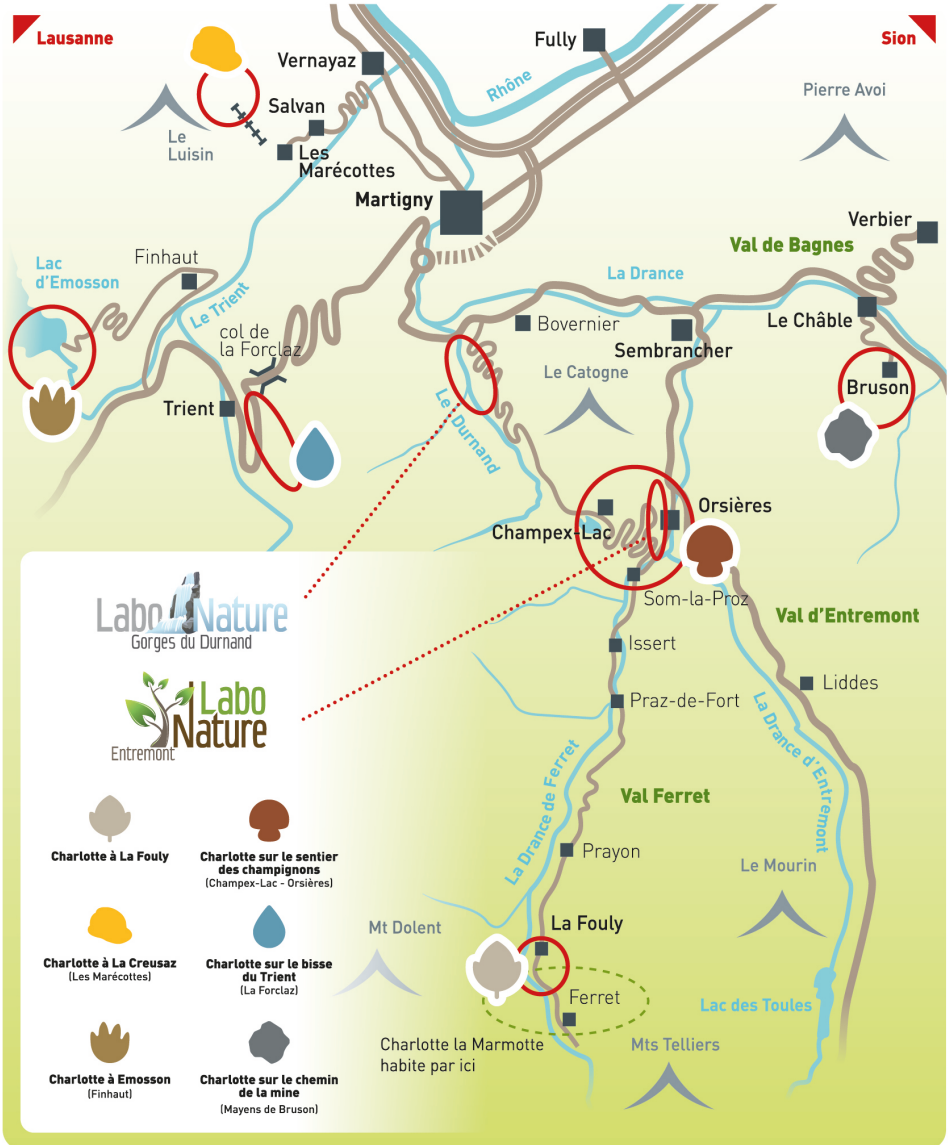 Lausanne
Sion
Vernayaz
Fully
Rhône
Pierre Avoi
Salvan
Le
Luisin
Les
Marécottes
Martigny
Verbier
Val de Bagnes
Finhaut
Lac
d'Emosson
La Drance
Le Trient
Le Châble
col de
la Forclaz
Bovernier
Sembrancher
Le Catogne
Bruson
Trient
Le Durnand
Orsières
Champex-Lac
Som-la-Proz
Val d'Entremont
Issert
Liddes
Praz-de-Fort
La Drance d'Entremont
Val Ferret
La Drance de Ferret
Prayon
Le Mourin
La Fouly
Mt Dolent
Ferret
Lac des Toules
Charlotte la Marmotte
habite par ici
Mts Telliers
Labo Nature
Gorges du Durnand
Labo
Nature
Entremont
Charlotte à La Fouly
Charlotte sur le sentier
des champignons
(Champex-Lac - Orsières)
Charlotte à La Creusaz
(Les Marécottes)
Charlotte sur le bisse
du Trient
(La Forclaz)
Charlotte à Emosson
(Finhaut)
Charlotte sur le chemin
de la mine
(Mayens de Bruson)